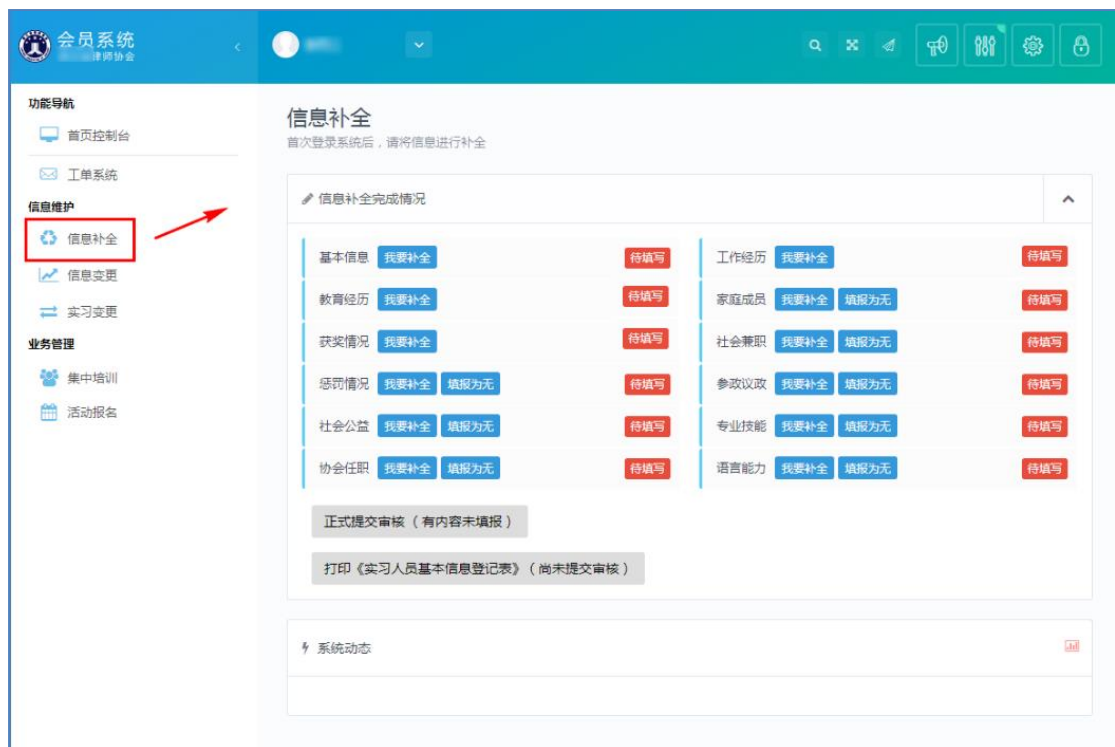 会员系统
律师协会
功能导航
首页控制台
工单系统
信息维护
信息补全
信息变更
实习变更
业务管理
集中培训
活动报名
信息补全
首次登录系统后，请将信息进行补全
信息补全完成情况
基本信息 我要补全 待填写 工作经历 我要补全 待填写
教育经历 我要补全 待填写 家庭成员 我要补全 填报为无 待填写
获奖情况 我要补全 待填写 社会兼职 我要补全 填报为无 待填写
惩罚情况 我要补全 填报为无 待填写 参政议政 我要补全 填报为无 待填写
社会公益 我要补全 填报为无 待填写 专业技能 我要补全 填报为无 待填写
协会任职 我要补全 填报为无 待填写 语言能力 我要补全 填报为无 待填写
正式提交审核（有内容未填报）
打印《实习人员基本信息登记表》（尚未提交审核）
系统动态